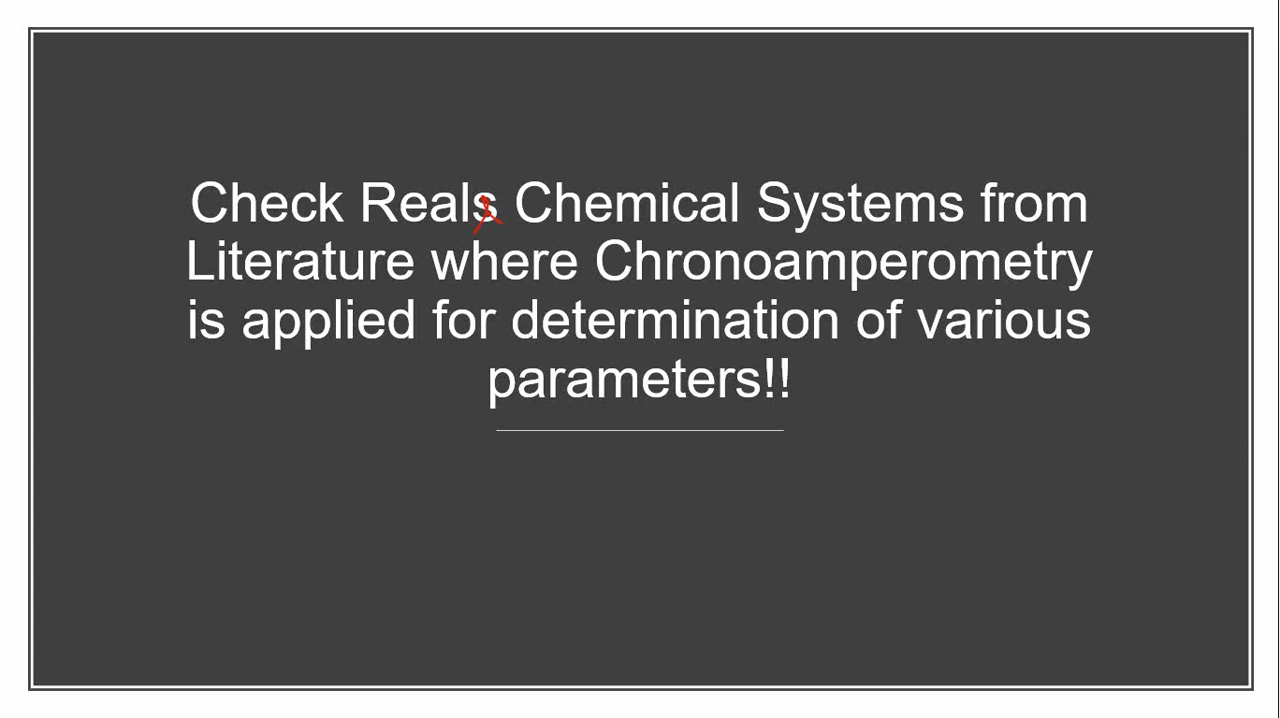 Check Reals Chemical Systems from
Literature where Chronoamperometry
is applied for determination of various
parameters!!